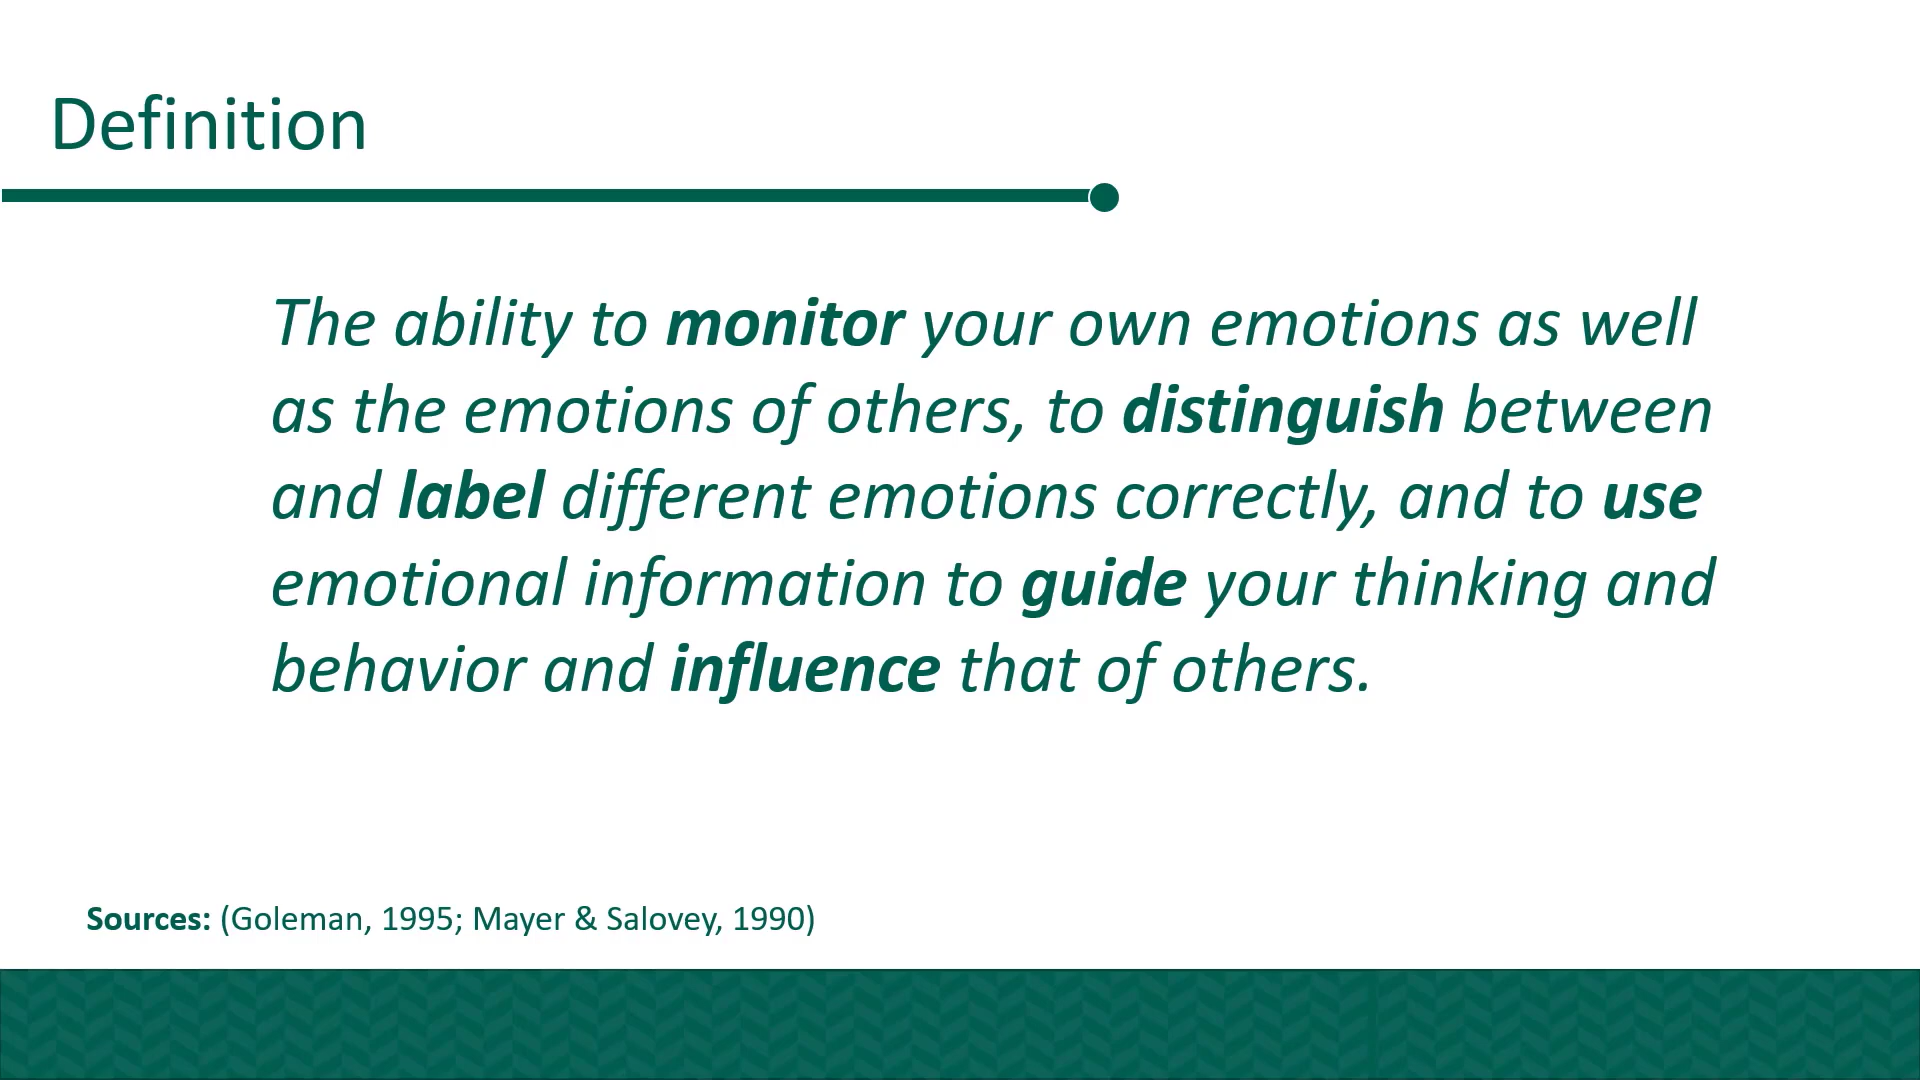 Definition
The ability to monitor your own emotions as well
as the emotions of others, to distinguish between
and label different emotions correctly, and to use
emotional information to guide your thinking and
behavior and influence that of others.
Sources: (Goleman, 1995; Mayer & Salovey, 1990)